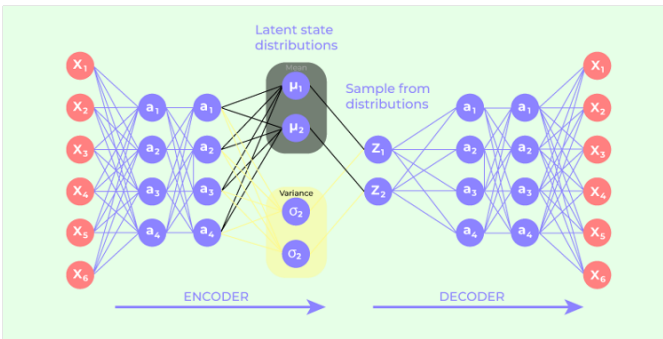 Latent state
distributions
Mean
μ₁
μ₂
Variance
σ₂
σ₂
Sample from
distributions
X₁
X₂
X₃
X₄
X₅
X₆
a₁
a₂
a₃
a₄
a₁
a₂
a₃
a₄
Z₁
Z₂
a₁
a₂
a₃
a₄
a₁
a₂
a₃
a₄
X₁
X₂
X₃
X₄
X₅
X₆
ENCODER
DECODER